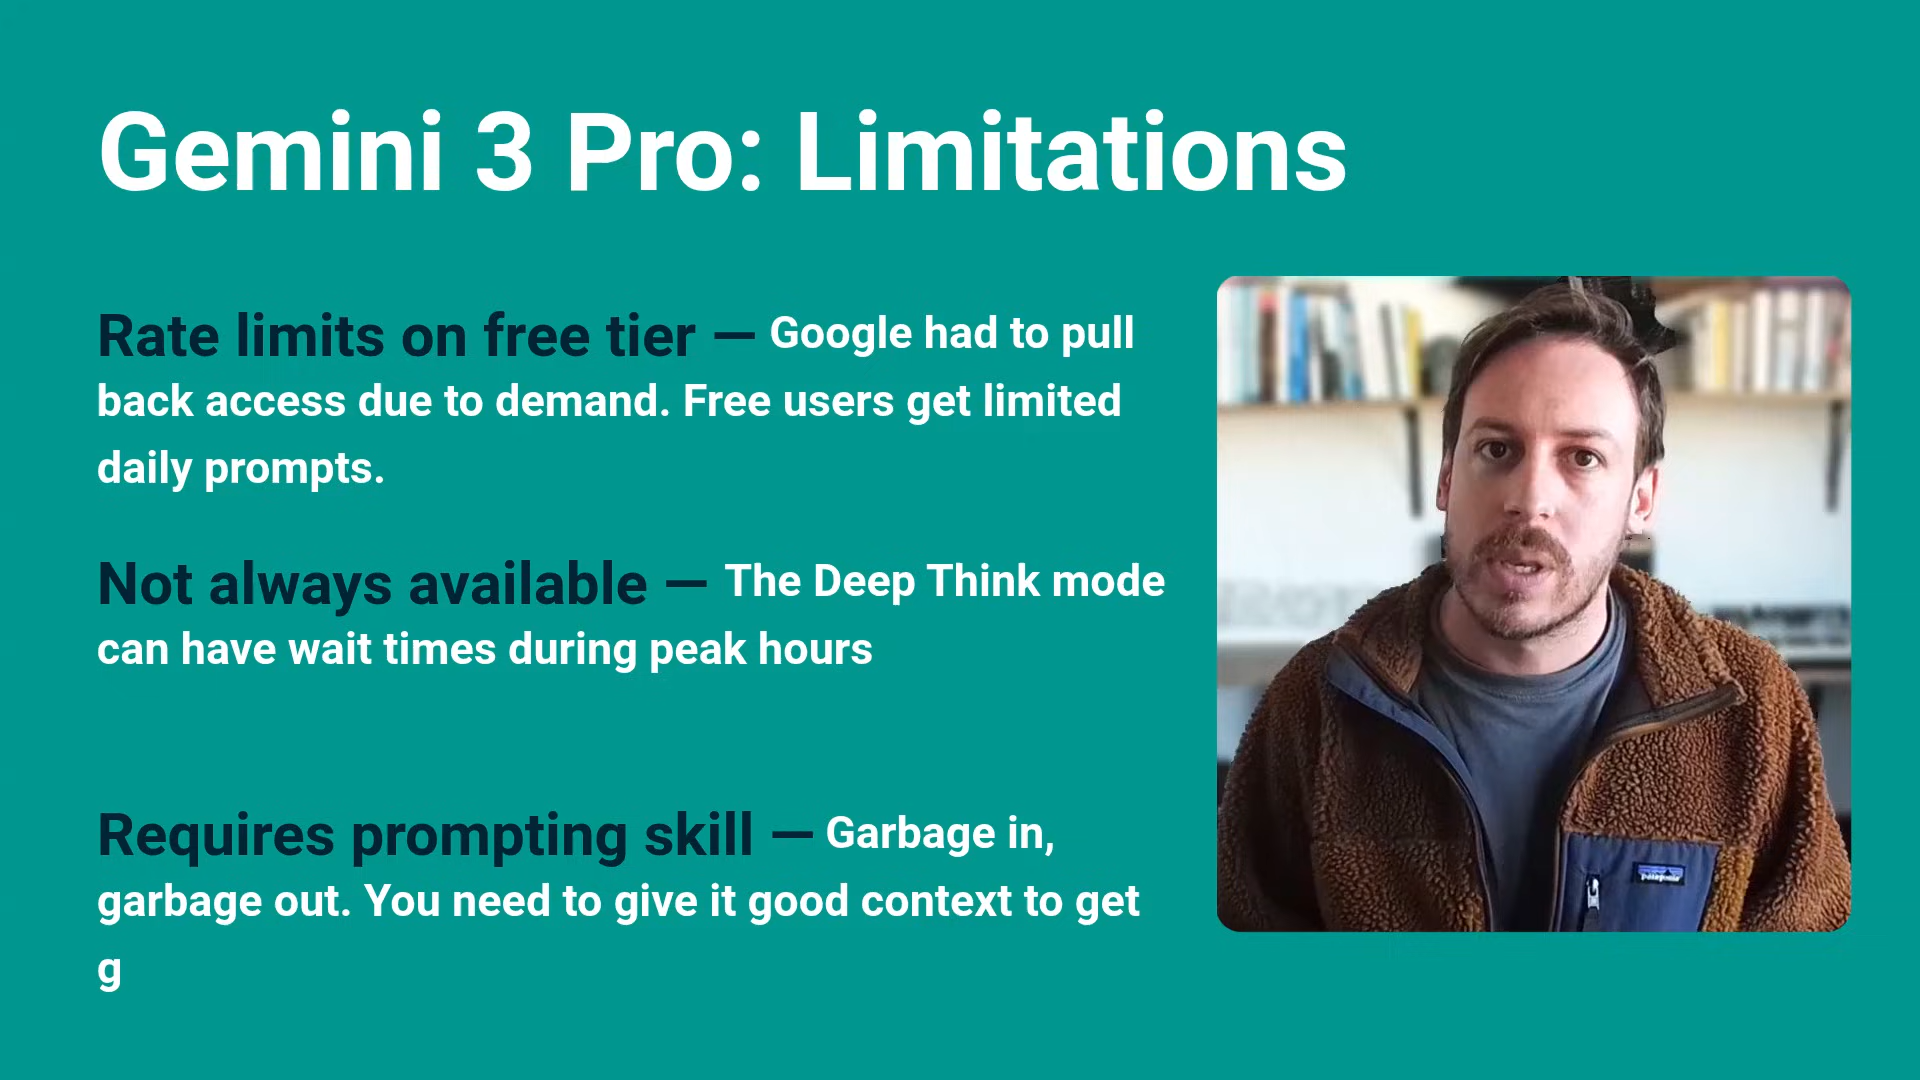 Gemini 3 Pro: Limitations
Rate limits on free tier — Google had to pull
back access due to demand. Free users get limited
daily prompts.
Not always available — The Deep Think mode
can have wait times during peak hours
Requires prompting skill — Garbage in,
garbage out. You need to give it good context to get
g
patagonia